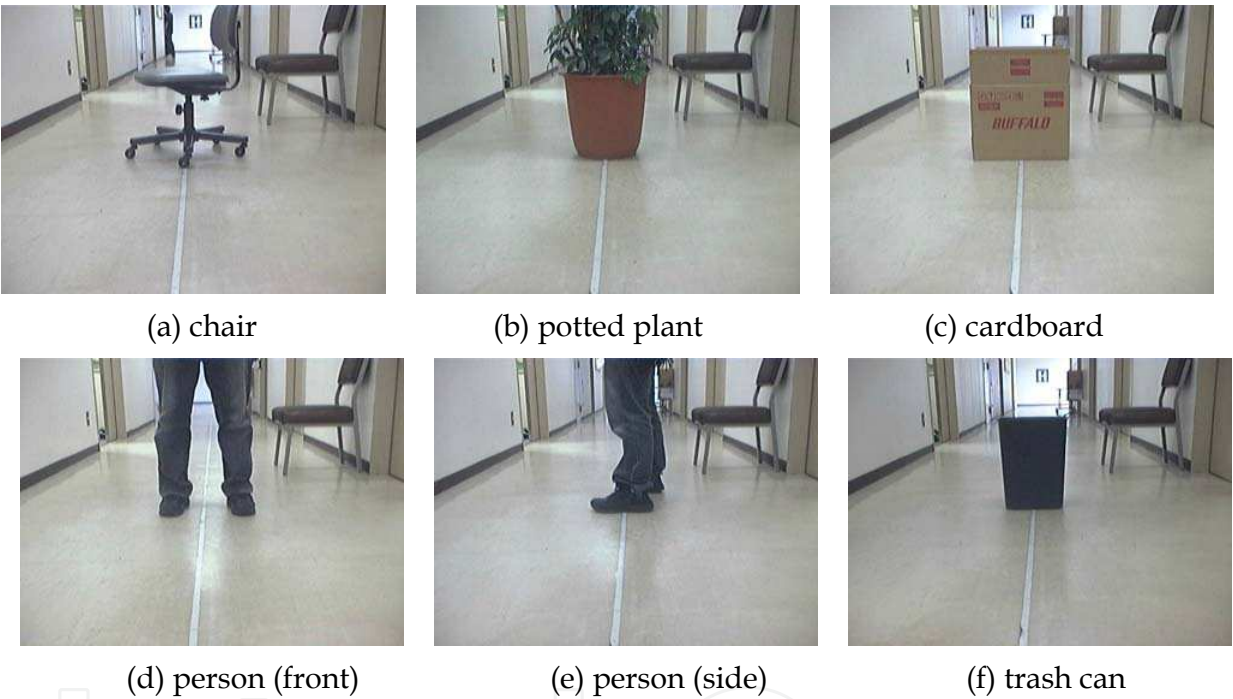 BUFFALO
(a) chair
(b) potted plant
(c) cardboard
(d) person (front)
(e) person (side)
(f) trash can